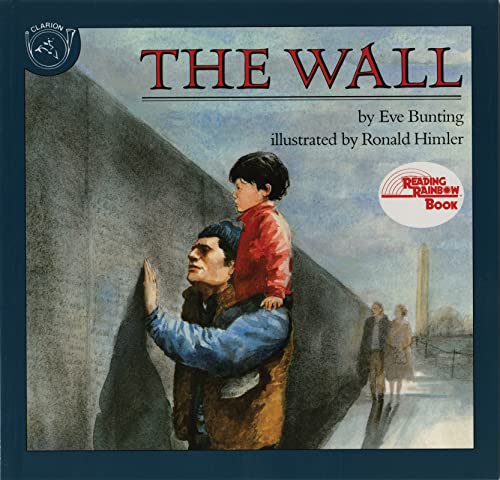 CLARION
THE WALL
by Eve Bunting
illustrated by Ronald Himler
READING
RAINBOW
BOOK